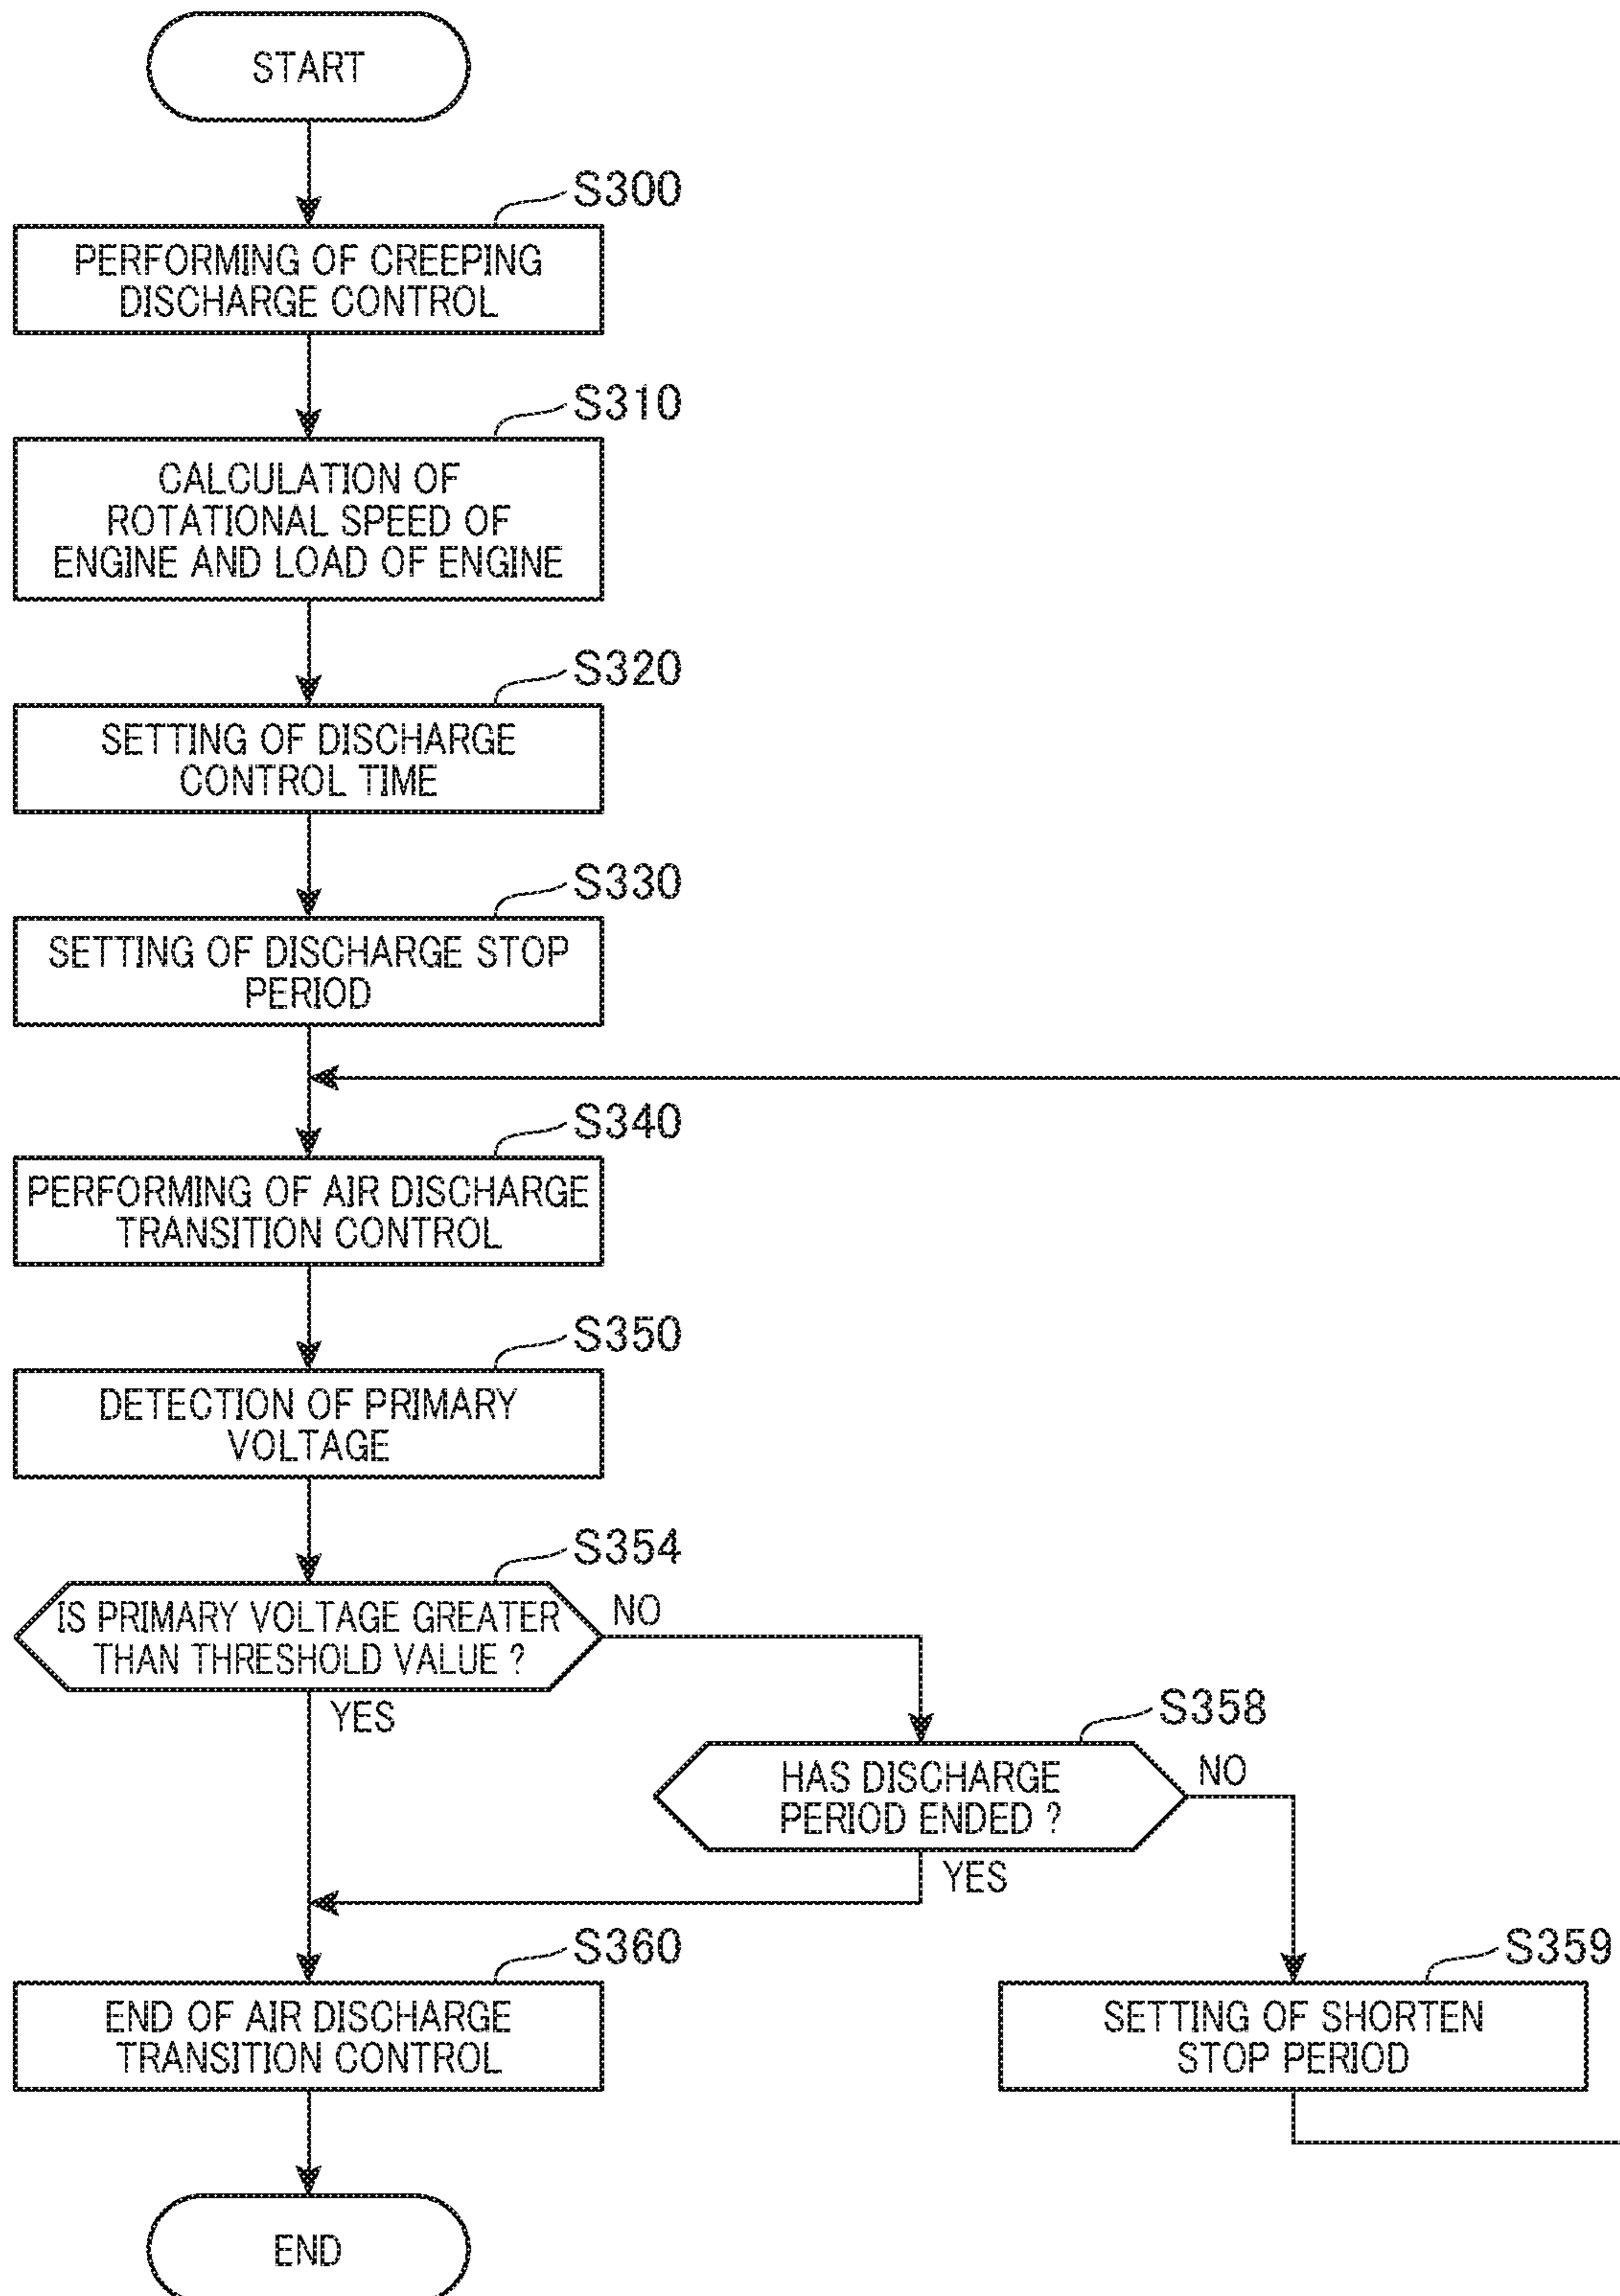 START
S300
PERFORMING OF CREEPING
DISCHARGE CONTROL
S310
CALCULATION OF
ROTATIONAL SPEED OF
ENGINE AND LOAD OF ENGINE
S320
SETTING OF DISCHARGE
CONTROL TIME
S330
SETTING OF DISCHARGE STOP
PERIOD
S340
PERFORMING OF AIR DISCHARGE
TRANSITION CONTROL
S350
DETECTION OF PRIMARY
VOLTAGE
S354
IS PRIMARY VOLTAGE GREATER
THAN THRESHOLD VALUE ?
NO
YES
S358
HAS DISCHARGE
PERIOD ENDED ?
NO
YES
S360
END OF AIR DISCHARGE
TRANSITION CONTROL
S359
SETTING OF SHORTEN
STOP PERIOD
END